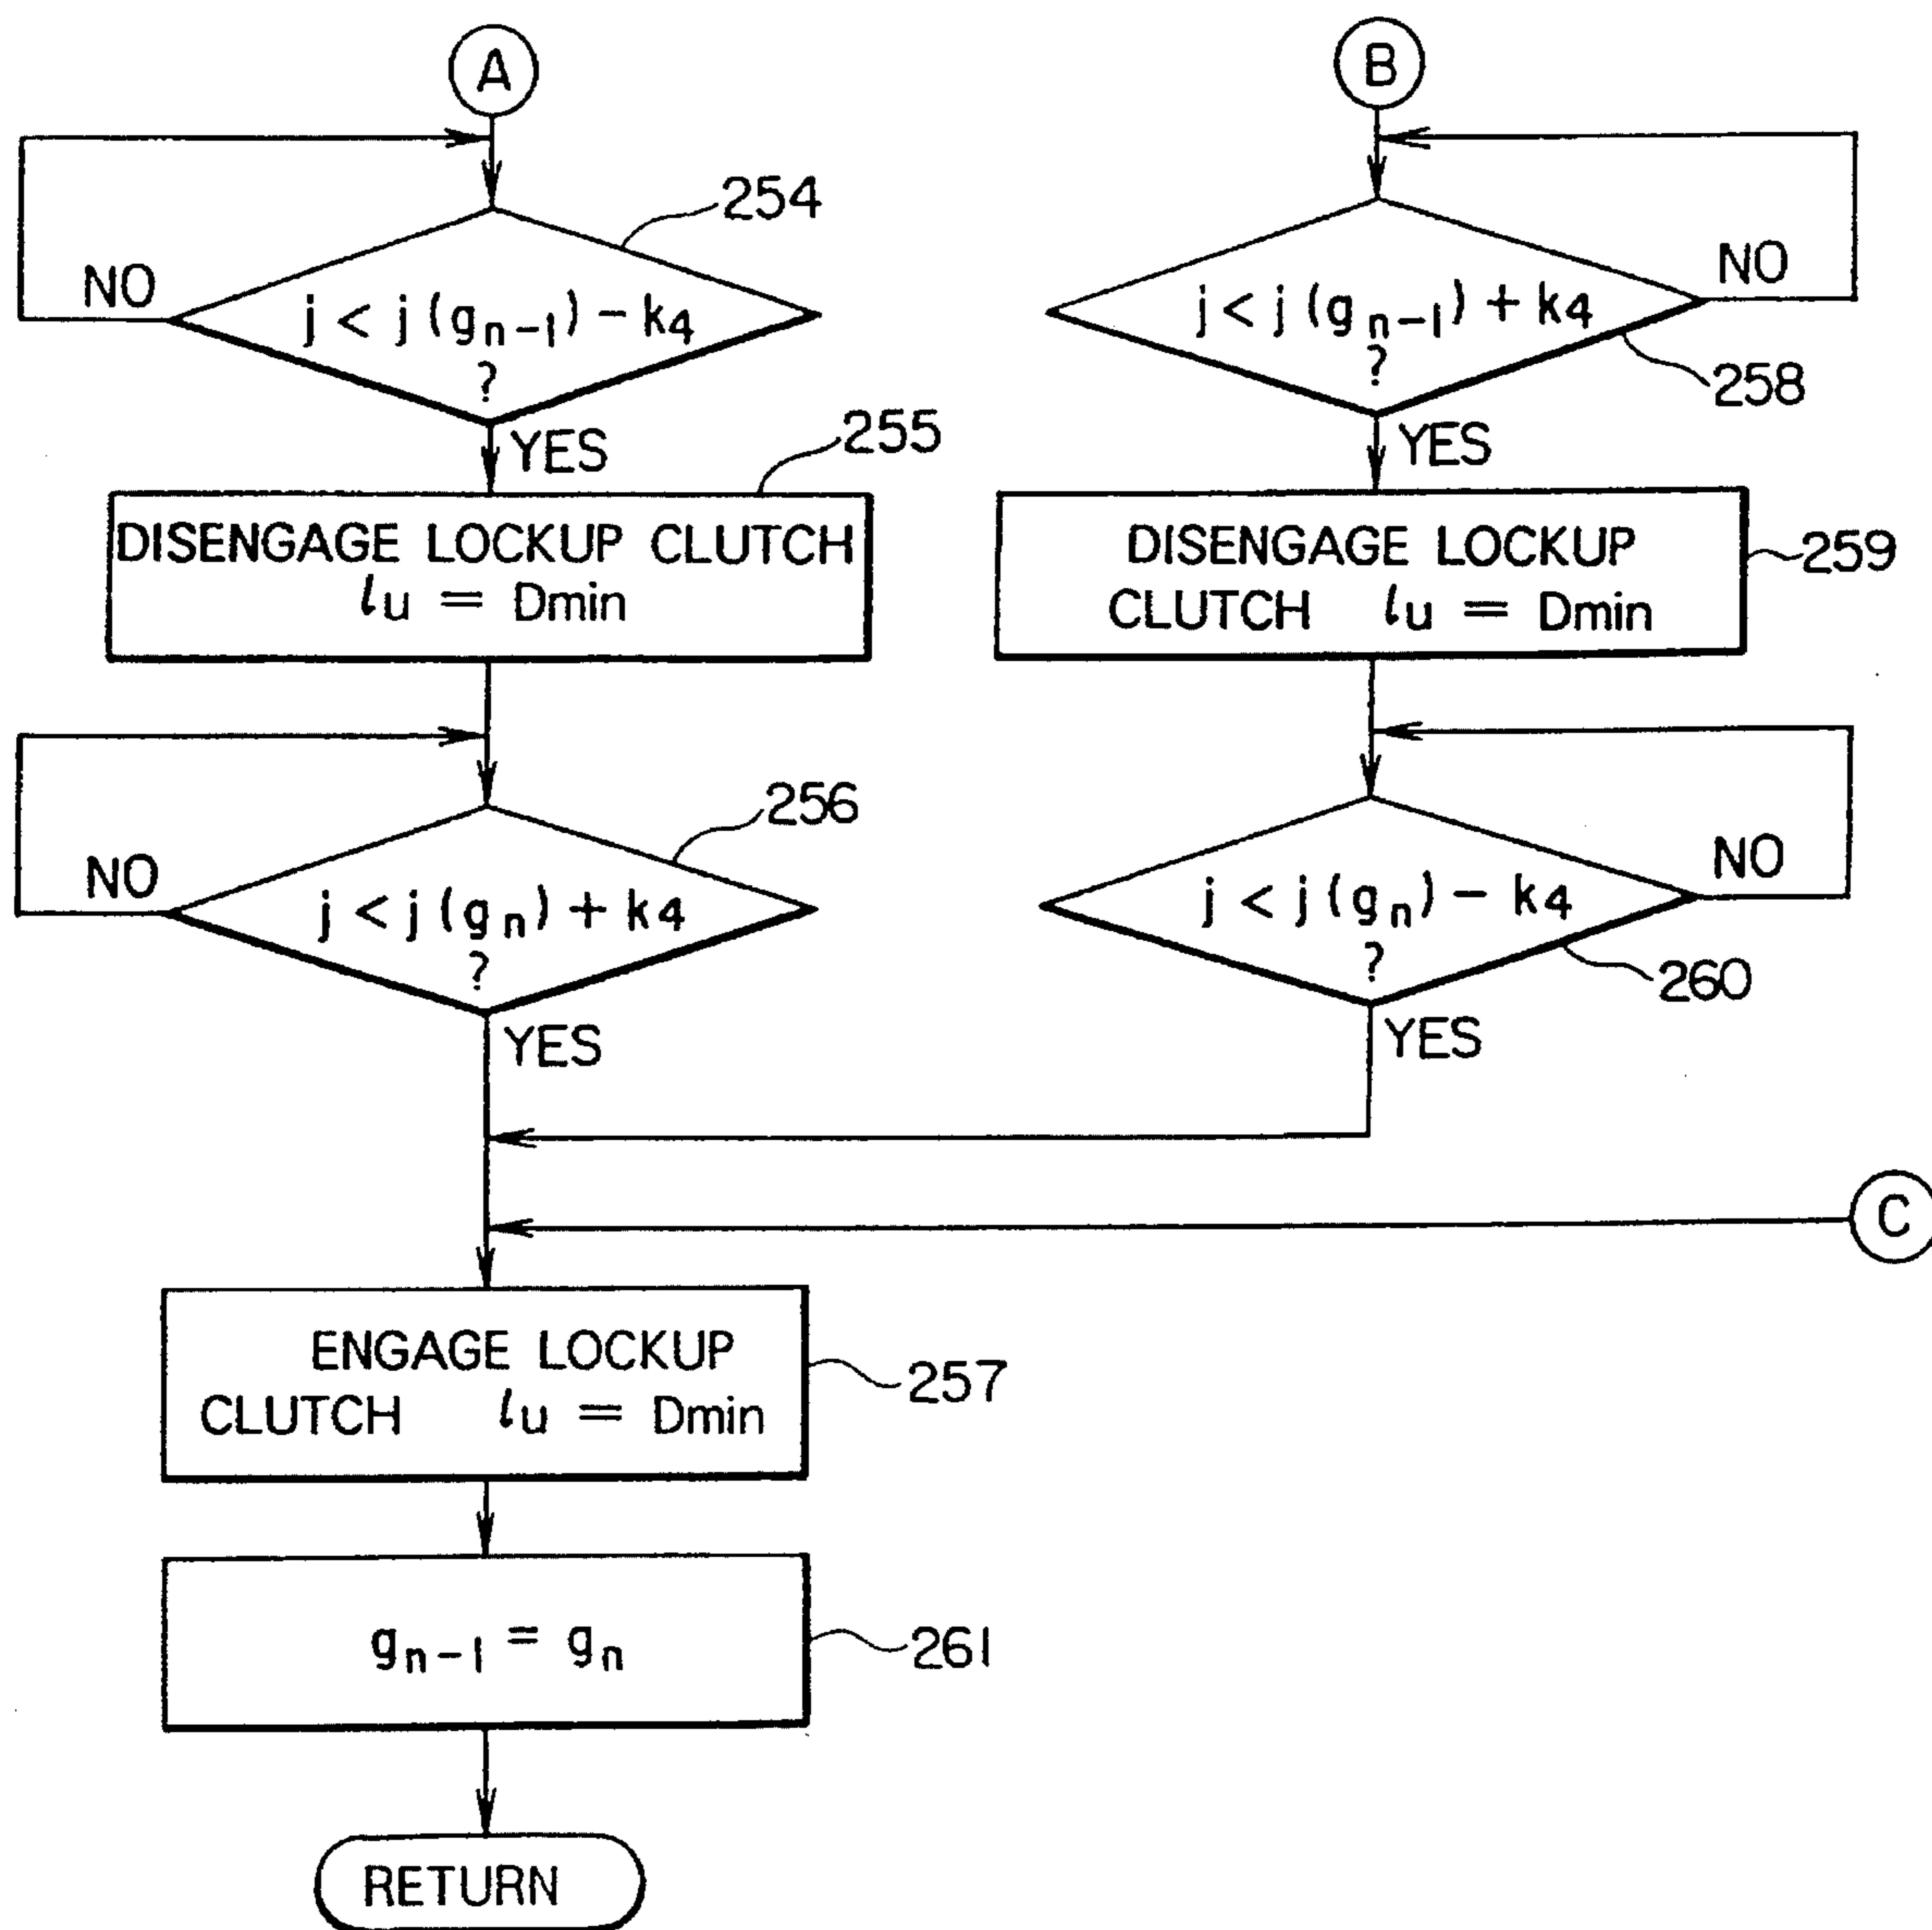 A
B
254
NO
j < j (gn−1) − k4
?
YES
NO
j < j (gn−1) + k4
?
258
YES
255
DISENGAGE LOCKUP CLUTCH
lu = Dmin
DISENGAGE LOCKUP
CLUTCH lu = Dmin
259
256
NO
j < j (gn) + k4
?
YES
NO
j < j (gn) − k4
?
260
YES
C
ENGAGE LOCKUP
CLUTCH lu = Dmin
257
gn−1 = gn
261
RETURN